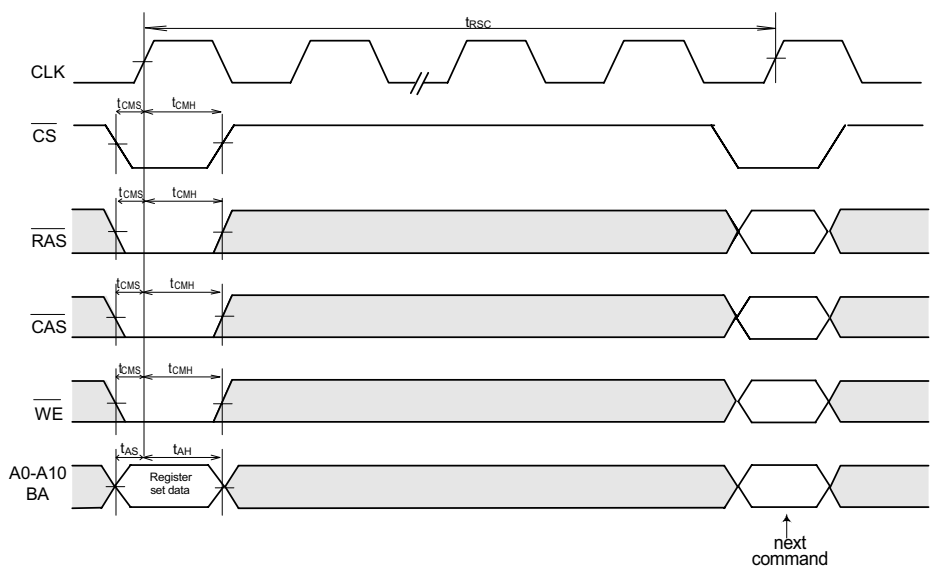 tRSC
CLK
tCMS tCMH
CS
tCMS tCMH
RAS
tCMS tCMH
CAS
tCMS tCMH
WE
tAS tAH
A0-A10
BA
Register
set data
next
command